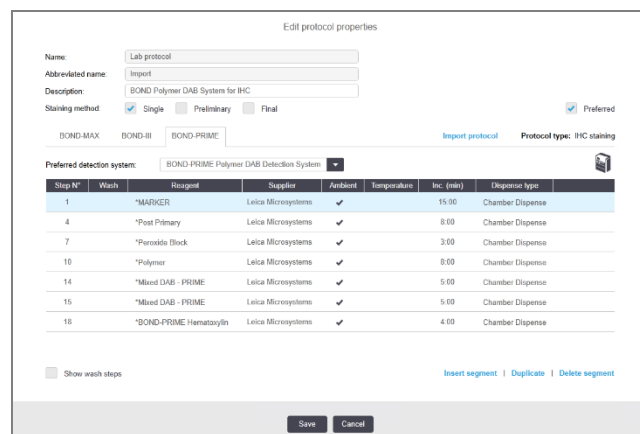 Edit protocol properties
Name: Lab protocol
Abbreviated name: Import
Description: BOND Polymer DAB System for IHC
Staining method: Single Preliminary Final Preferred
BOND-MAX BOND-III BOND-PRIME Import protocol Protocol type: IHC staining
Preferred detection system: BOND-PRIME Polymer DAB Detection System
Step N° Wash Reagent Supplier Ambient Temperature Inc. (min) Dispense type
1 *MARKER Leica Microsystems 15:00 Chamber Dispense
4 *Post Primary Leica Microsystems 8:00 Chamber Dispense
7 *Peroxide Block Leica Microsystems 3:00 Chamber Dispense
10 *Polymer Leica Microsystems 8:00 Chamber Dispense
14 *Mixed DAB - PRIME Leica Microsystems 5:00 Chamber Dispense
15 *Mixed DAB - PRIME Leica Microsystems 5:00 Chamber Dispense
18 *BOND-PRIME Hematoxylin Leica Microsystems 4:00 Chamber Dispense
Show wash steps Insert segment | Duplicate | Delete segment
Save Cancel